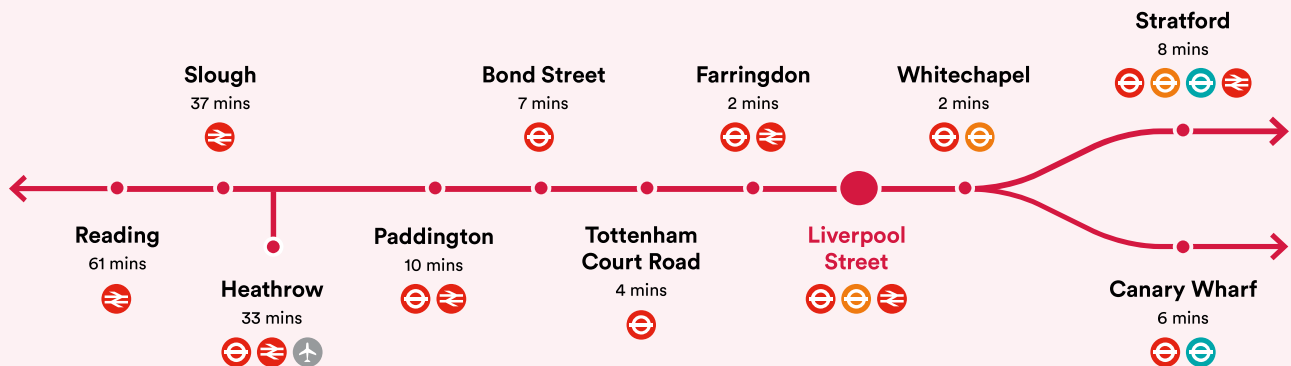 Stratford
8 mins
Slough
37 mins
Bond Street
7 mins
Farringdon
2 mins
Whitechapel
2 mins
Reading
61 mins
Heathrow
33 mins
Paddington
10 mins
Tottenham
Court Road
4 mins
Liverpool
Street
Canary Wharf
6 mins